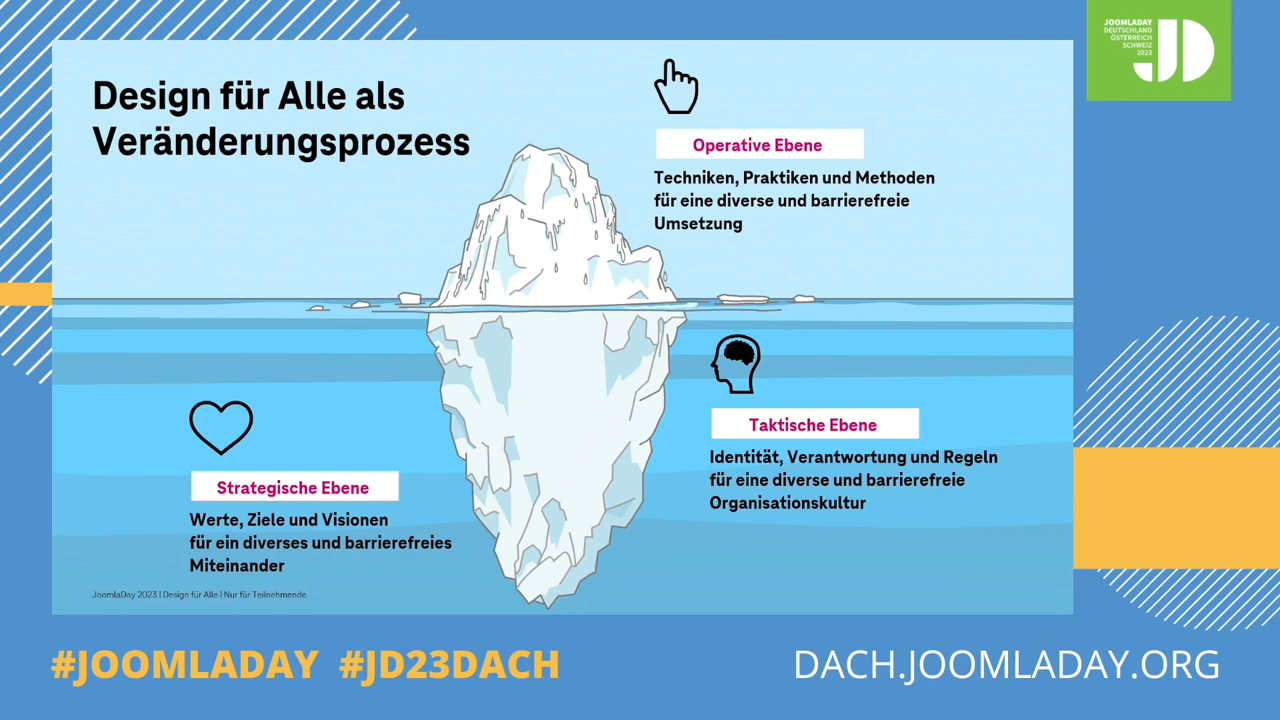 JOOMLADAY
DEUTSCHLAND
ÖSTERREICH
SCHWEIZ
2023
JD
Design für Alle als
Veränderungsprozess
Operative Ebene
Techniken, Praktiken und Methoden
für eine diverse und barrierefreie
Umsetzung
Taktische Ebene
Identität, Verantwortung und Regeln
für eine diverse und barrierefreie
Organisationskultur
Strategische Ebene
Werte, Ziele und Visionen
für ein diverses und barrierefreies
Miteinander
JoomlaDay 2023 | Design für Alle | Nur für Teilnehmende
#JOOMLADAY #JD23DACH
DACH.JOOMLADAY.ORG